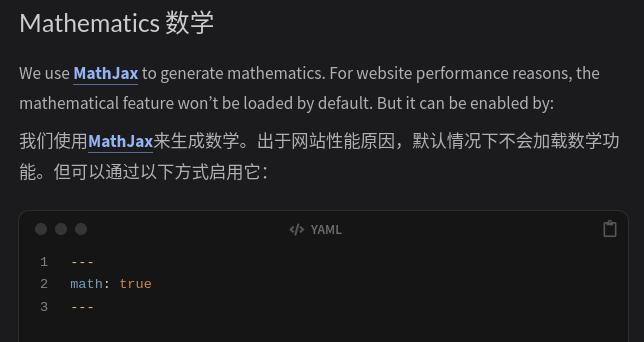 Mathematics 数学
We use MathJax to generate mathematics. For website performance reasons, the
mathematical feature won’t be loaded by default. But it can be enabled by:
我们使用MathJax来生成数学。出于网站性能原因，默认情况下不会加载数学功
能。但可以通过以下方式启用它：
</> YAML
1 ---
2 math: true
3 ---